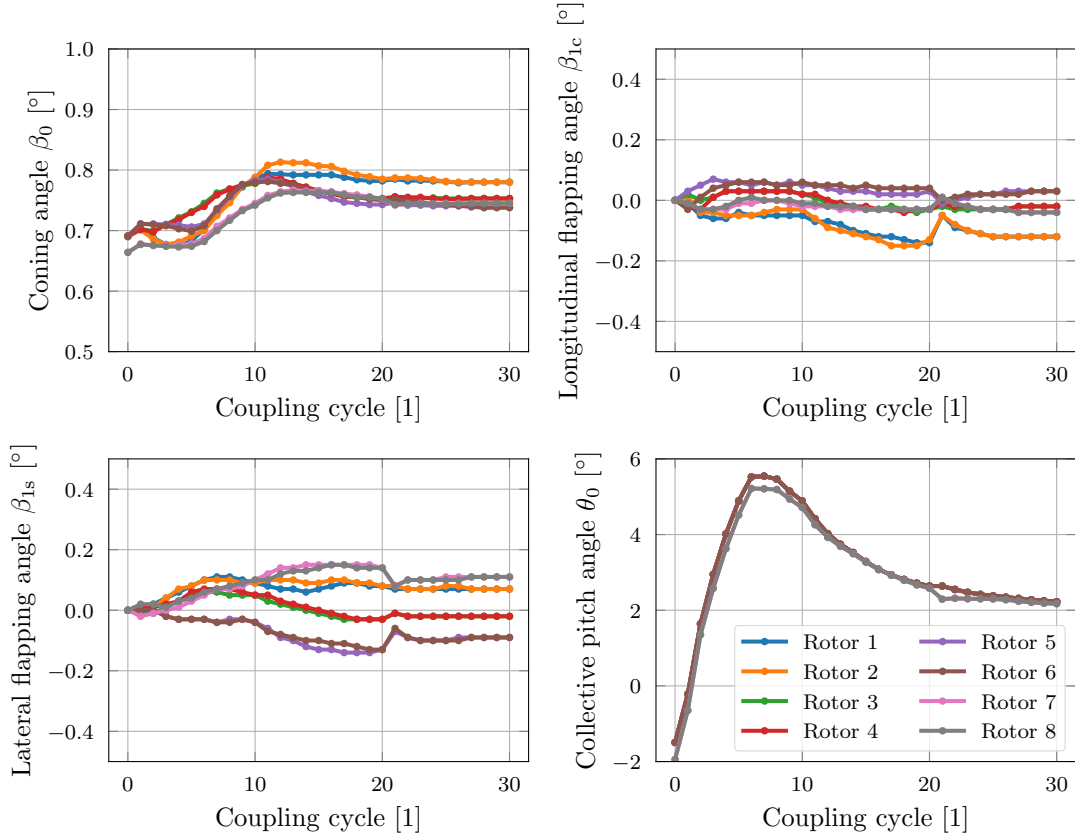 Coning angle β₀ [°]
1.0
0.9
0.8
0.7
0.6
0.5
0 10 20 30
Coupling cycle [1]
Longitudinal flapping angle β₁c [°]
0.4
0.2
0.0
−0.2
−0.4
0 10 20 30
Coupling cycle [1]
Lateral flapping angle β₁s [°]
0.4
0.2
0.0
−0.2
−0.4
0 10 20 30
Coupling cycle [1]
Collective pitch angle θ₀ [°]
6
4
2
0
−2
0 10 20 30
Coupling cycle [1]
Rotor 1
Rotor 2
Rotor 3
Rotor 4
Rotor 5
Rotor 6
Rotor 7
Rotor 8